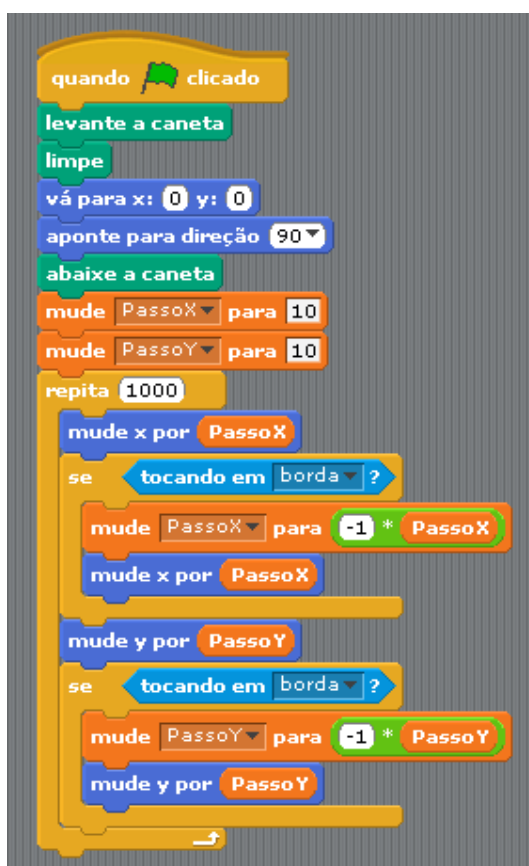 quando clicado
levante a caneta
limpe
vá para x: 0 y: 0
aponte para direção 90
abaixe a caneta
mude PassoX para 10
mude PassoY para 10
repita 1000
mude x por PassoX
se tocando em borda ?
mude PassoX para -1 * PassoX
mude x por PassoX
mude y por PassoY
se tocando em borda ?
mude PassoY para -1 * PassoY
mude y por PassoY